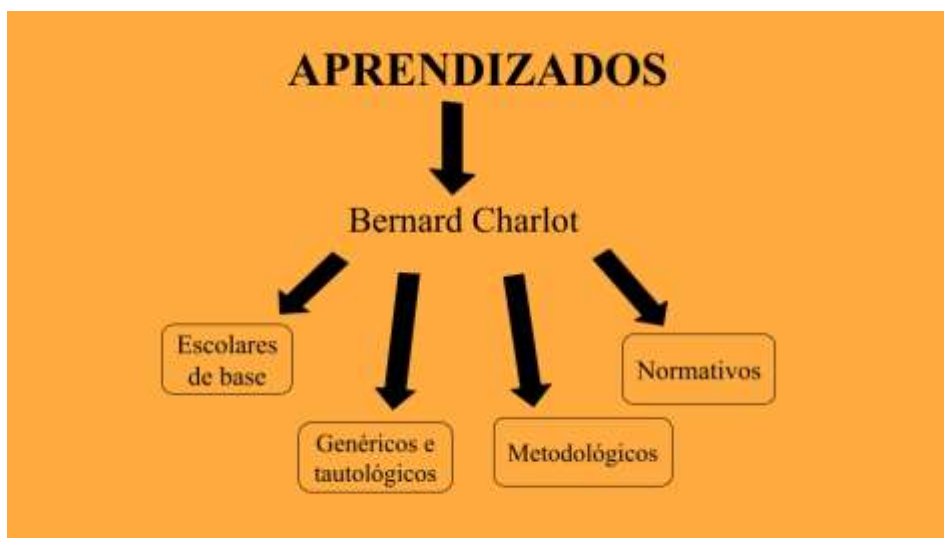 APRENDIZADOS
Bernard Charlot
Escolares
de base
Genéricos e
tautológicos
Metodológicos
Normativos